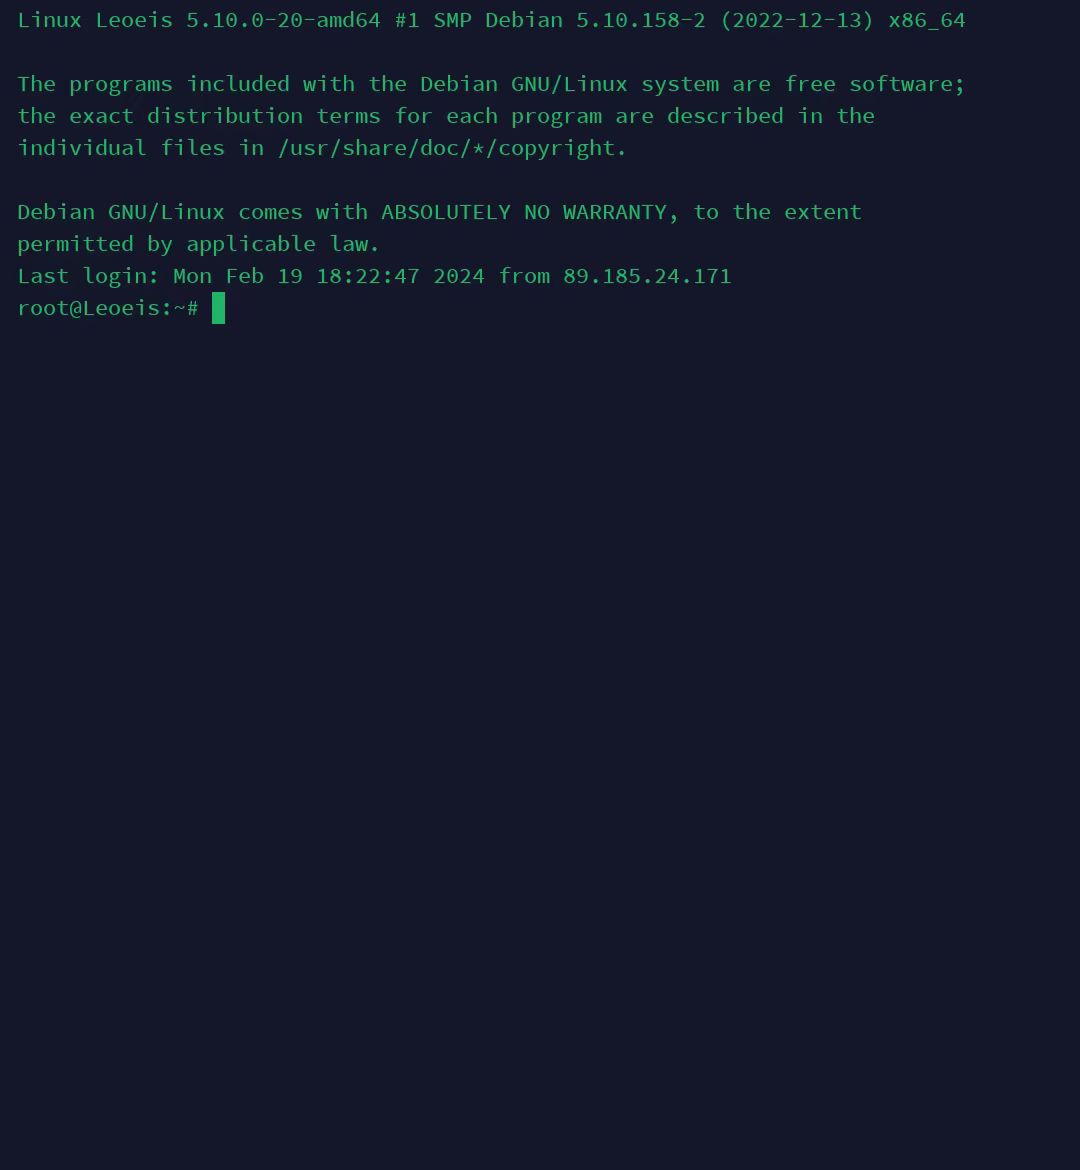 Linux Leoeis 5.10.0-20-amd64 #1 SMP Debian 5.10.158-2 (2022-12-13) x86_64
The programs included with the Debian GNU/Linux system are free software;
the exact distribution terms for each program are described in the
individual files in /usr/share/doc/*/copyright.
Debian GNU/Linux comes with ABSOLUTELY NO WARRANTY, to the extent
permitted by applicable law.
Last login: Mon Feb 19 18:22:47 2024 from 89.185.24.171
root@Leoeis:~#